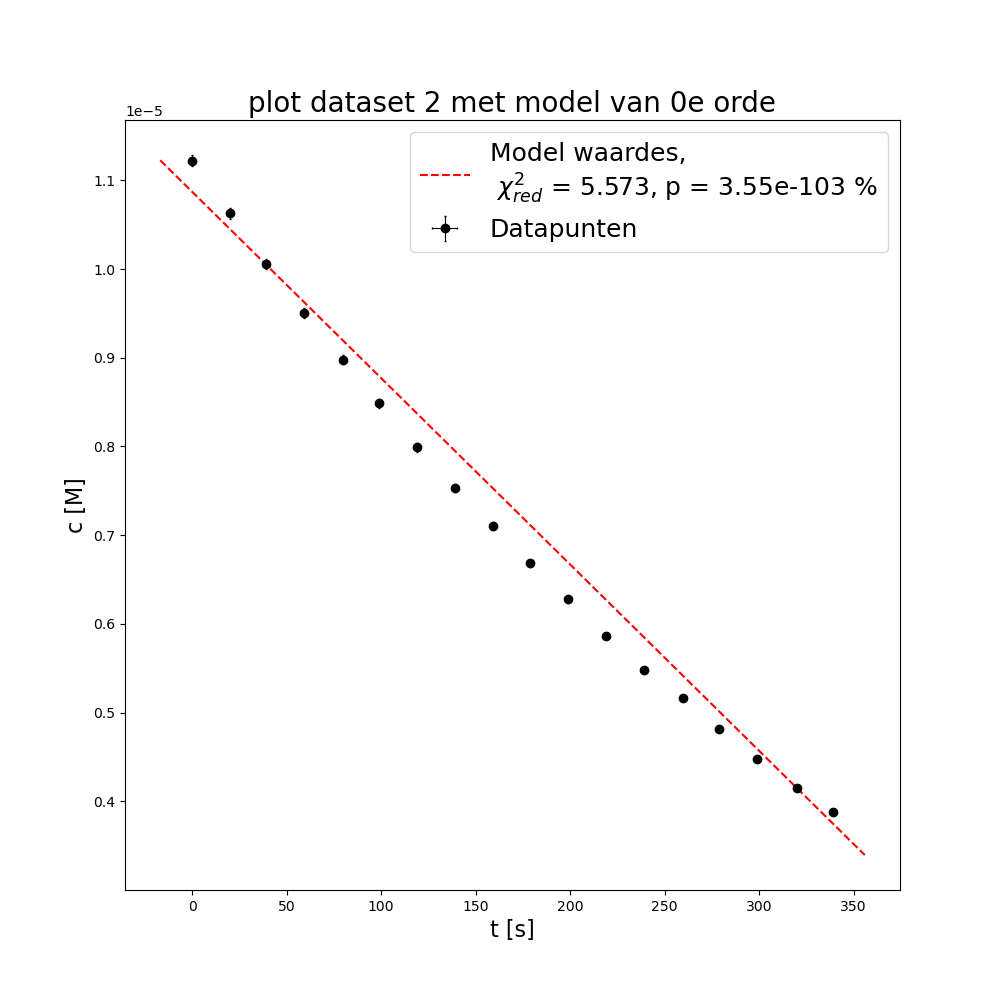 plot dataset 2 met model van 0e orde
1e−5
Model waardes,
χ²red = 5.573, p = 3.55e-103 %
Datapunten
1.1
1.0
0.9
0.8
0.7
0.6
0.5
0.4
c [M]
0 50 100 150 200 250 300 350
t [s]